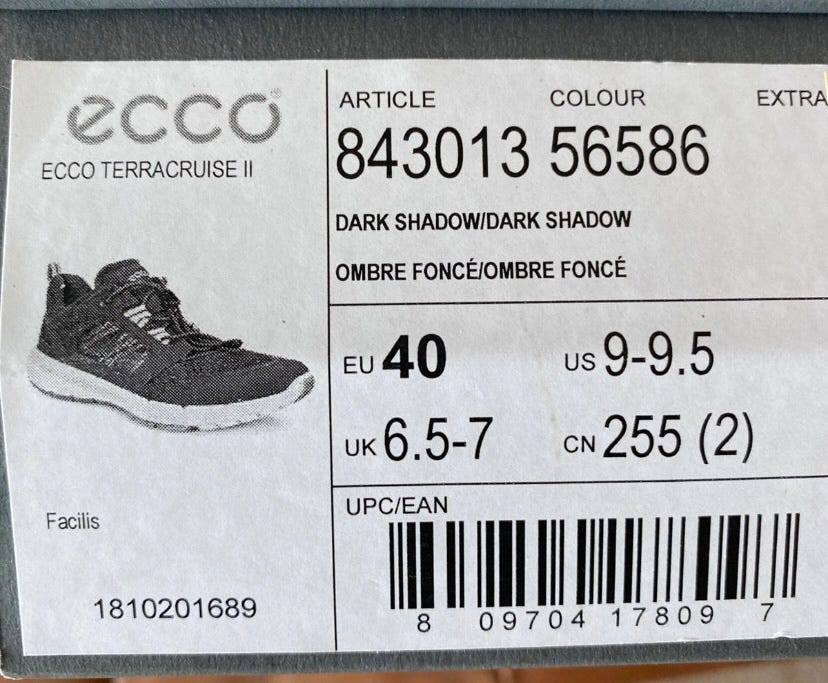 ecco®
ECCO TERRACRUISE II
Facilis
1810201689
ARTICLE COLOUR EXTRA
843013 56586
DARK SHADOW/DARK SHADOW
OMBRE FONCÉ/OMBRE FONCÉ
EU 40 US 9-9.5
UK 6.5-7 CN 255 (2)
UPC/EAN
8 09704 17809 7